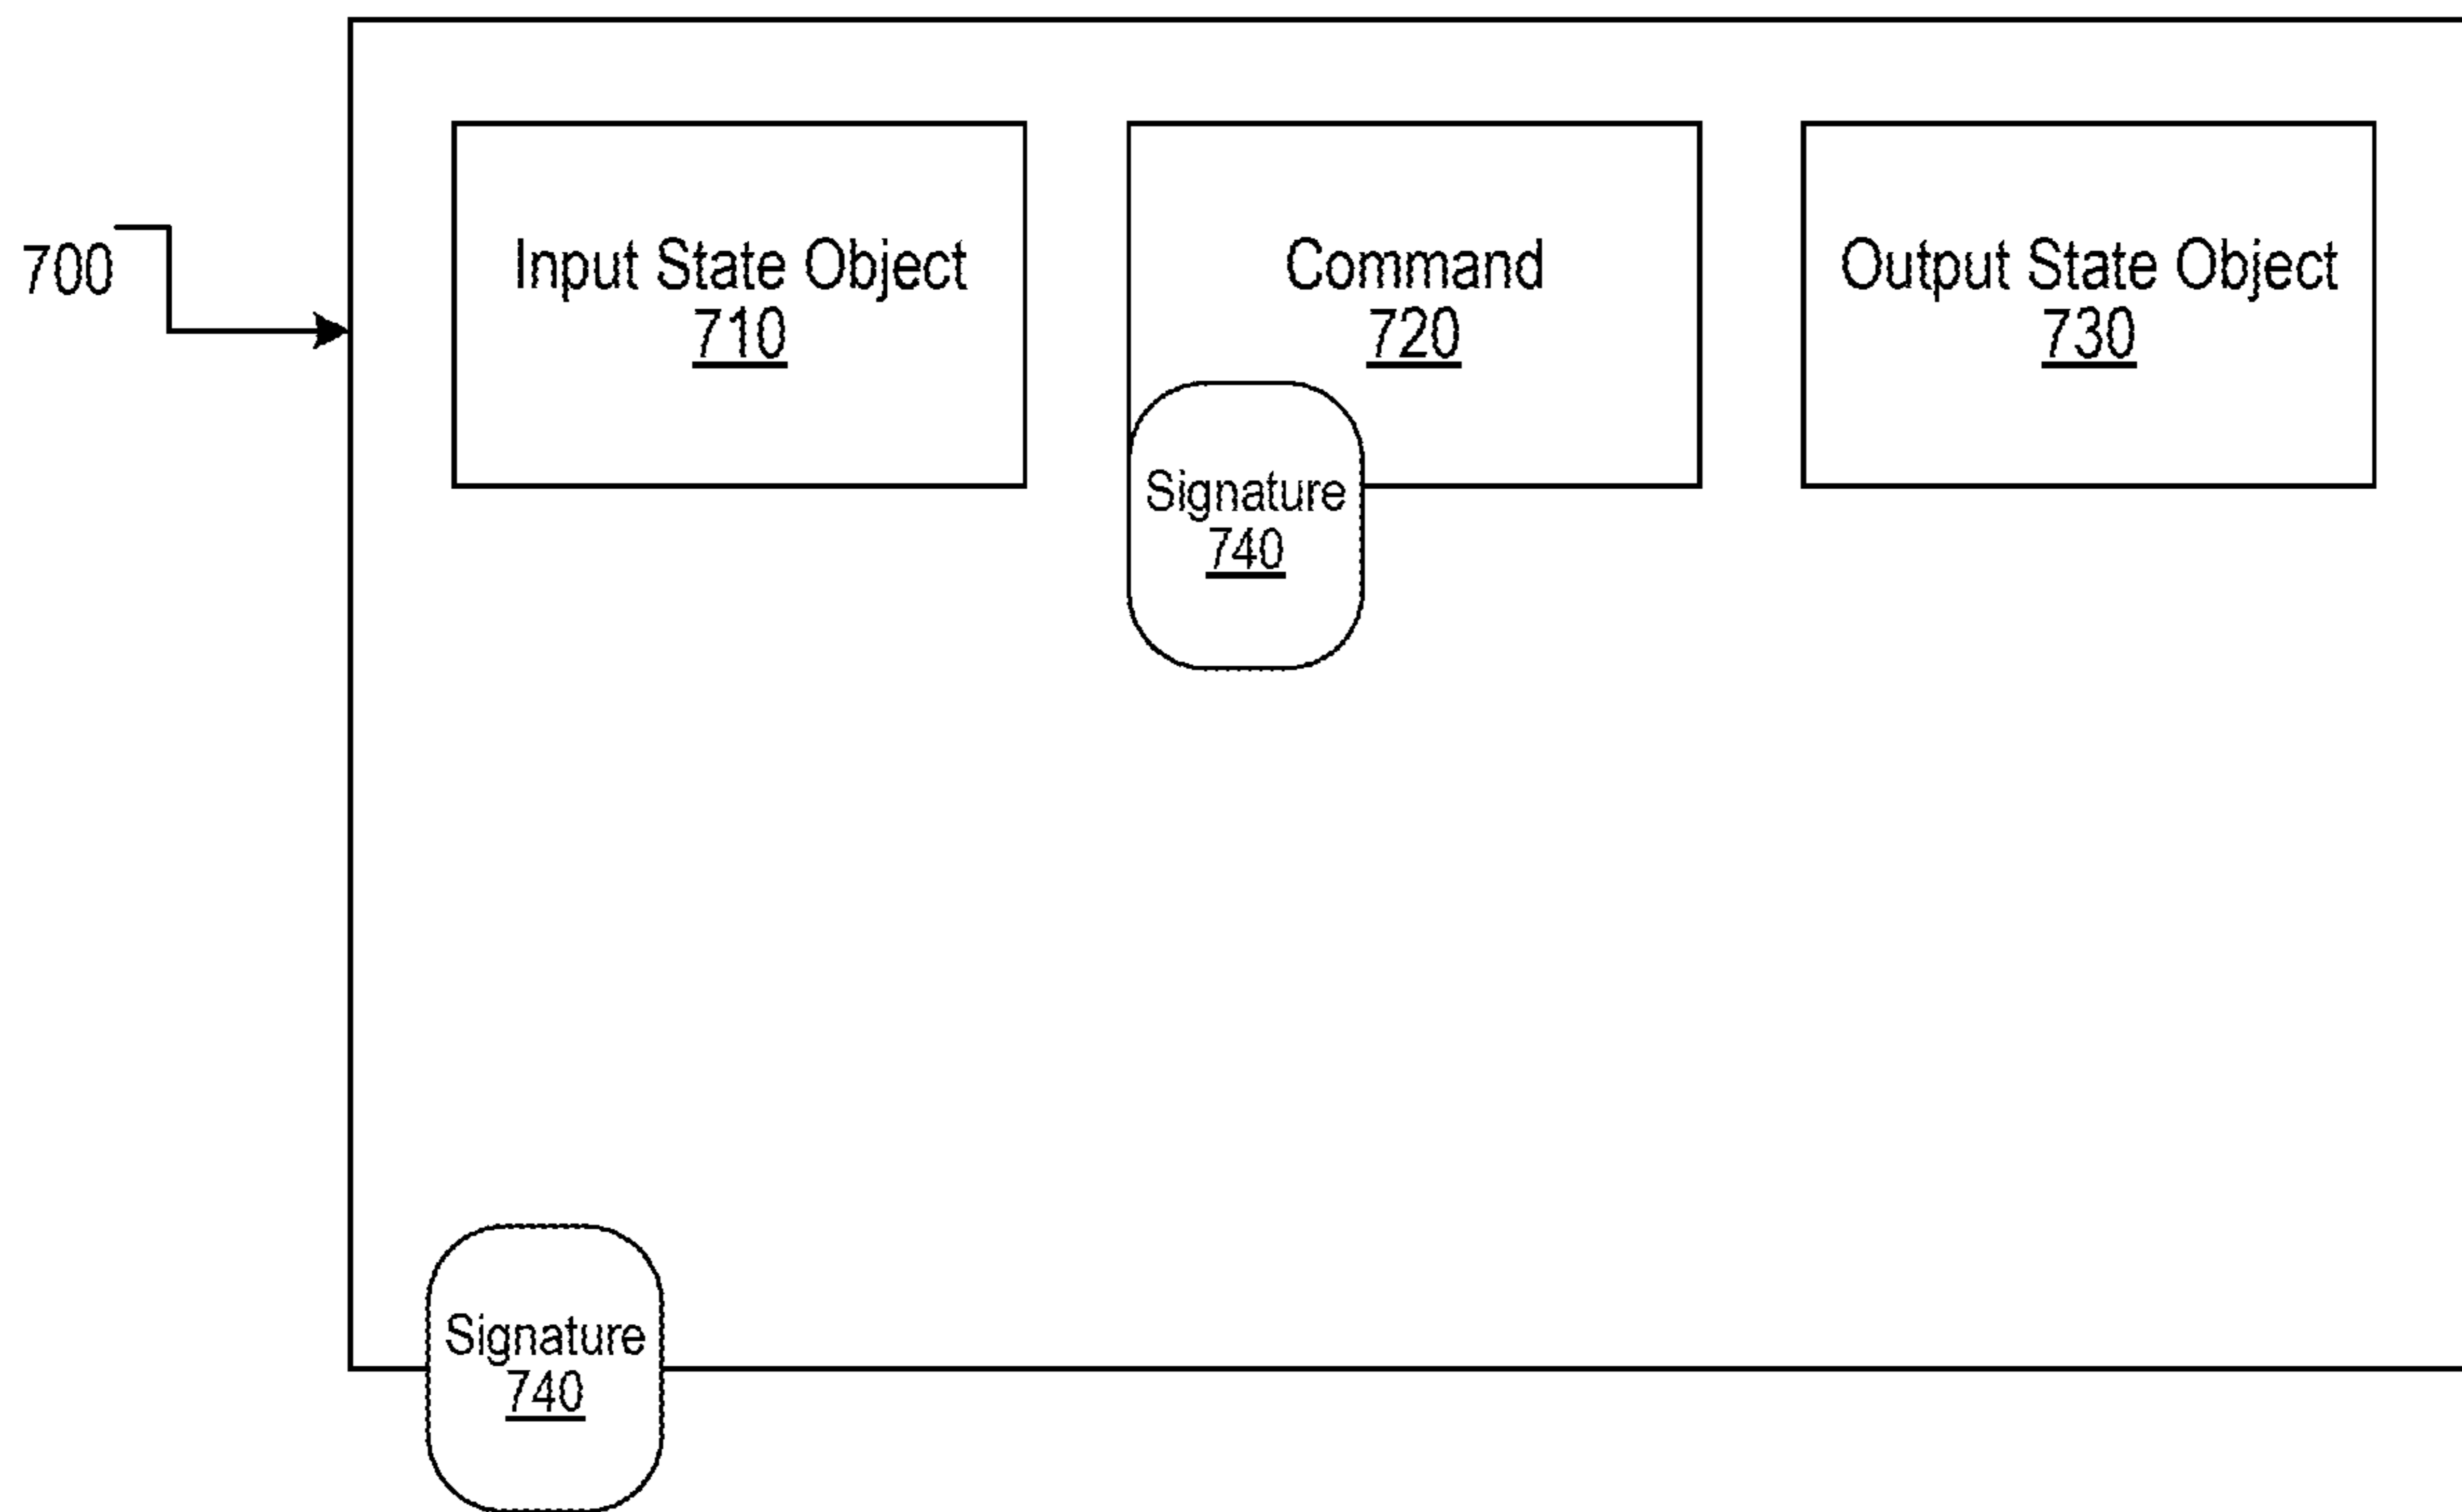 700
Input State Object
710
Command
720
Output State Object
730
Signature
740
Signature
740